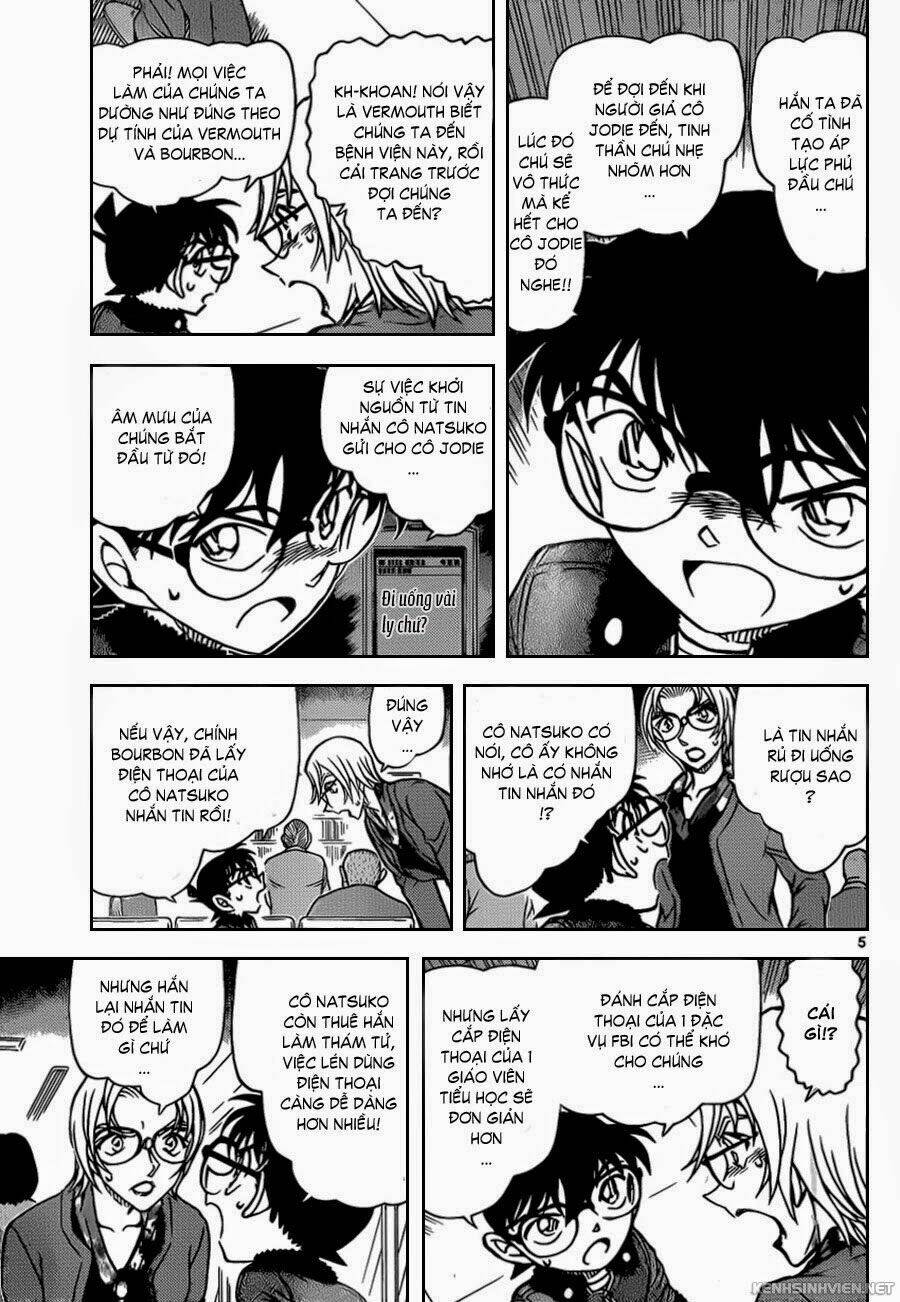 HẮN TA ĐÃ
CỐ TÌNH
TẠO ÁP
LỰC PHỦ
ĐẦU CHÚ
...
ĐỂ ĐỢI ĐẾN KHI
NGƯỜI GIẢ CÔ
JODIE ĐẾN, TINH
THẦN CHÚ NHẸ
NHÕM HƠN
...
LÚC ĐÓ
CHÚ SẼ
VÔ THỨC
MÀ KỂ
HẾT CHO
CÔ JODIE
ĐÓ
NGHE!!
KH-KHOAN! NÓI VẬY
LÀ VERMOUTH BIẾT
CHÚNG TA ĐẾN
BỆNH VIỆN NÀY, RỒI
CẢI TRANG TRƯỚC
ĐỢI CHÚNG
TA ĐẾN?
PHẢI! MỌI VIỆC
LÀM CỦA CHÚNG TA
DƯỜNG NHƯ ĐÚNG THEO
DỰ TÍNH CỦA VERMOUTH
VÀ BOURBON...
SỰ VIỆC KHỞI
NGUỒN TỪ TIN
NHẮN CÔ NATSUKO
GỬI CHO CÔ JODIE
...
ÂM MƯU CỦA
CHÚNG BẮT
ĐẦU TỪ ĐÓ!
Đi uống vài
ly chứ?
LÀ TIN NHẮN
RỦ ĐI UỐNG
RƯỢU SAO
?
CÔ NATSUKO CÓ
NÓI, CÔ ẤY KHÔNG
NHỚ LÀ CÓ NHẮN
TIN NHẮN ĐÓ
!?
ĐÚNG
VẬY
...
NẾU VẬY, CHÍNH
BOURBON ĐÃ LẤY
ĐIỆN THOẠI CỦA
CÔ NATSUKO
NHẮN TIN RỒI!
5
CÁI
GÌ!?
ĐÁNH CẮP ĐIỆN
THOẠI CỦA 1 ĐẶC
VỤ FBI CÓ THỂ KHÓ
CHO CHÚNG
...
NHƯNG LẤY
CẮP ĐIỆN
THOẠI CỦA 1
GIÁO VIÊN
TIỂU HỌC SẼ
ĐƠN GIẢN
HƠN
...
CÔ NATSUKO
CÒN THUÊ HẮN
LÀM THÁM TỬ,
VIỆC LÉN DÙNG
ĐIỆN THOẠI
CÀNG DỄ DÀNG
HƠN NHIỀU!
NHƯNG HẮN
LẠI NHẮN TIN
ĐÓ ĐỂ LÀM
GÌ CHỨ
...
KENHSINHVIEN.NET